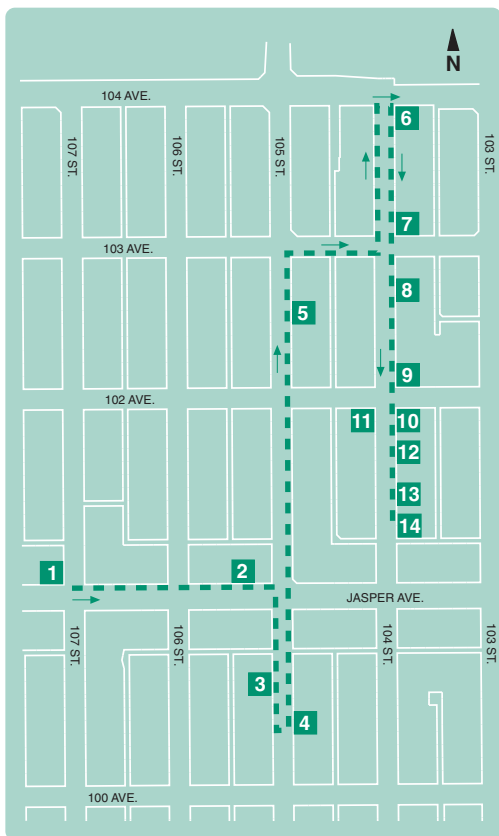 N
104 AVE.
6
107 ST.
106 ST.
105 ST.
103 ST.
7
103 AVE.
8
5
9
102 AVE.
11
10
12
13
14
1
2
JASPER AVE.
107 ST.
106 ST.
104 ST.
103 ST.
3
4
100 AVE.